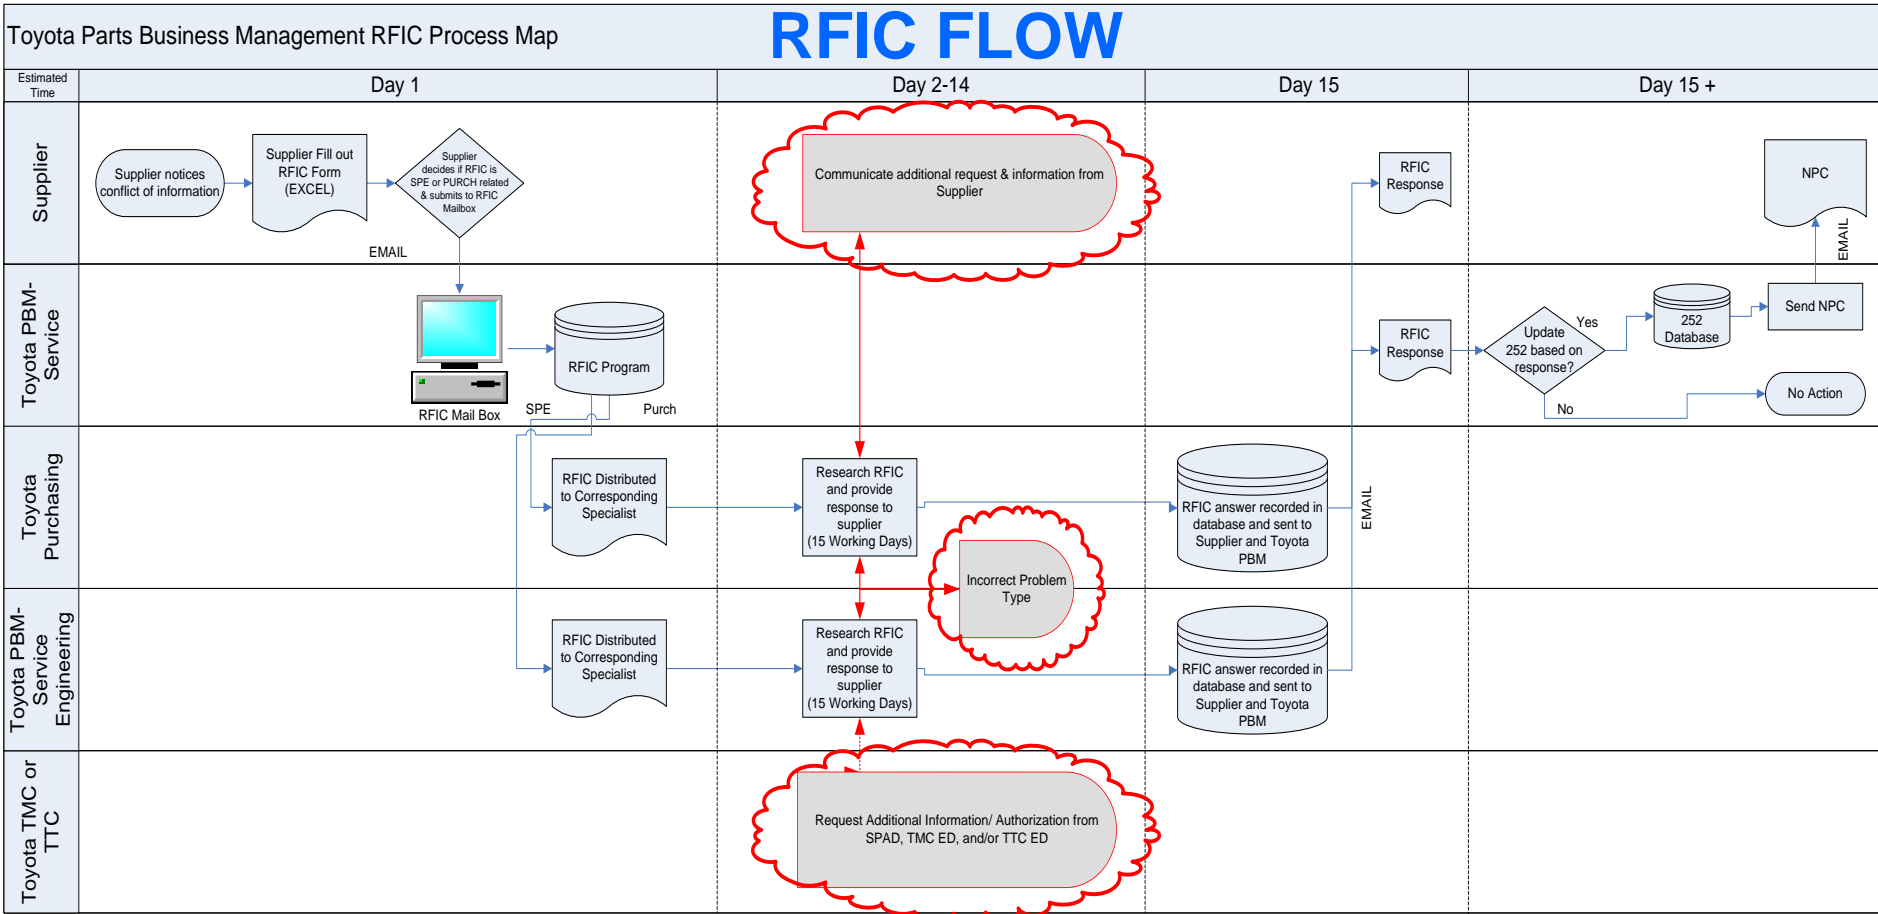 Toyota Parts Business Management RFIC Process Map
RFIC FLOW
Estimated
Time
Day 1
Day 2-14
Day 15
Day 15 +
Supplier
Supplier notices
conflict of information
Supplier Fill out
RFIC Form
(EXCEL)
Supplier
decides if RFIC is
SPE or PURCH related
& submits to RFIC
Mailbox
EMAIL
Communicate additional request & information from
Supplier
RFIC
Response
NPC
EMAIL
Toyota PBM-
Service
RFIC Mail Box
RFIC Program
SPE
Purch
RFIC
Response
Update
252 based on
response?
Yes
No
252
Database
Send NPC
No Action
Toyota
Purchasing
RFIC Distributed
to Corresponding
Specialist
Research RFIC
and provide
response to
supplier
(15 Working Days)
Incorrect Problem
Type
RFIC answer recorded in
database and sent to
Supplier and Toyota
PBM
EMAIL
Toyota PBM-
Service
Engineering
RFIC Distributed
to Corresponding
Specialist
Research RFIC
and provide
response to
supplier
(15 Working Days)
RFIC answer recorded in
database and sent to
Supplier and Toyota
PBM
Toyota TMC or
TTC
Request Additional Information/ Authorization from
SPAD, TMC ED, and/or TTC ED